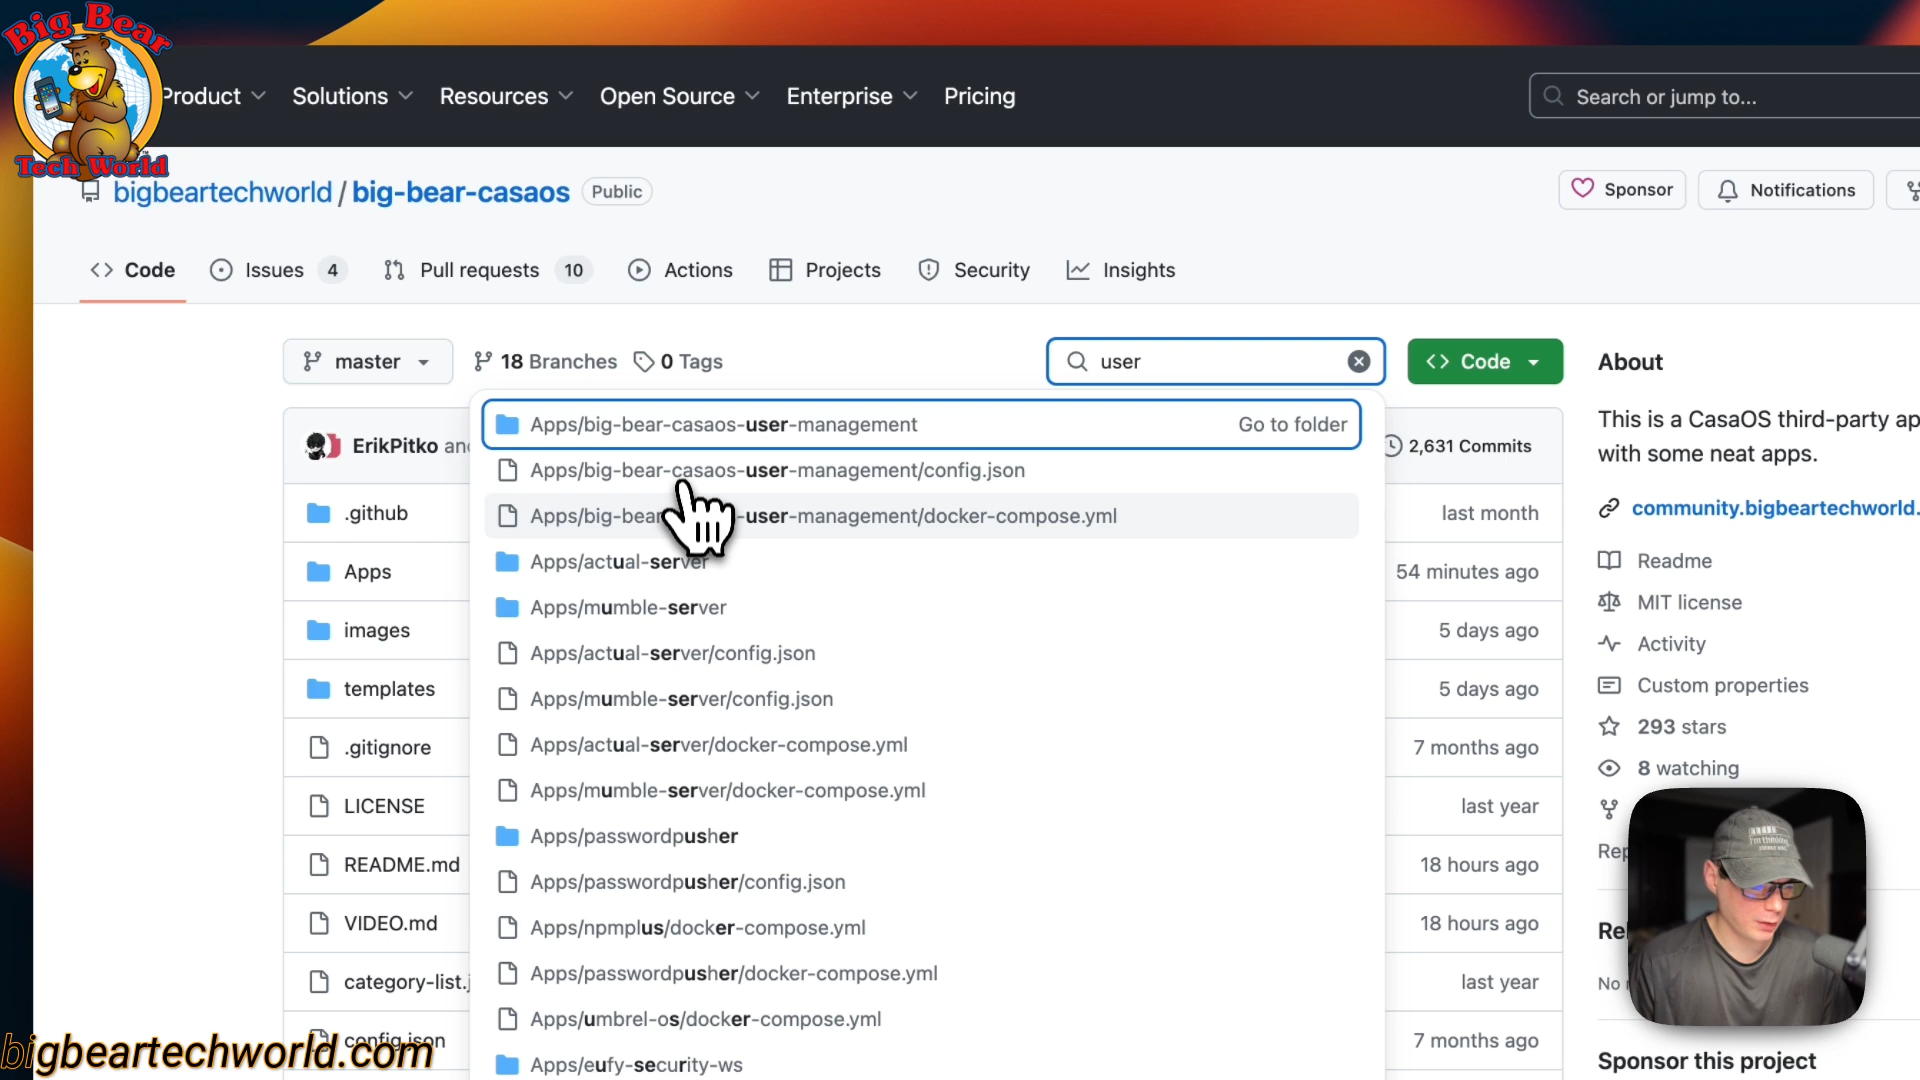 Big Bear
Tech World
Product
Solutions
Resources
Open Source
Enterprise
Pricing
Search or jump to...
bigbeartechworld / big-bear-casaos
Public
Sponsor
Notifications
Code
Issues 4
Pull requests 10
Actions
Projects
Security
Insights
master
18 Branches
0 Tags
user
Code
About
This is a CasaOS third-party ap
with some neat apps.
community.bigbeartechworld.
Readme
MIT license
Activity
Custom properties
293 stars
8 watching
Sponsor this project
ErikPitko
2,631 Commits
.github
last month
Apps
54 minutes ago
images
5 days ago
templates
5 days ago
.gitignore
7 months ago
LICENSE
last year
README.md
18 hours ago
VIDEO.md
18 hours ago
category-list.
last year
config.json
7 months ago
Apps/big-bear-casaos-user-management
Go to folder
Apps/big-bear-casaos-user-management/config.json
Apps/big-bear -user-management/docker-compose.yml
Apps/actual-server
Apps/mumble-server
Apps/actual-server/config.json
Apps/mumble-server/config.json
Apps/actual-server/docker-compose.yml
Apps/mumble-server/docker-compose.yml
Apps/passwordpusher
Apps/passwordpusher/config.json
Apps/npmplus/docker-compose.yml
Apps/passwordpusher/docker-compose.yml
Apps/umbrel-os/docker-compose.yml
Apps/eufy-security-ws
bigbeartechworld.com